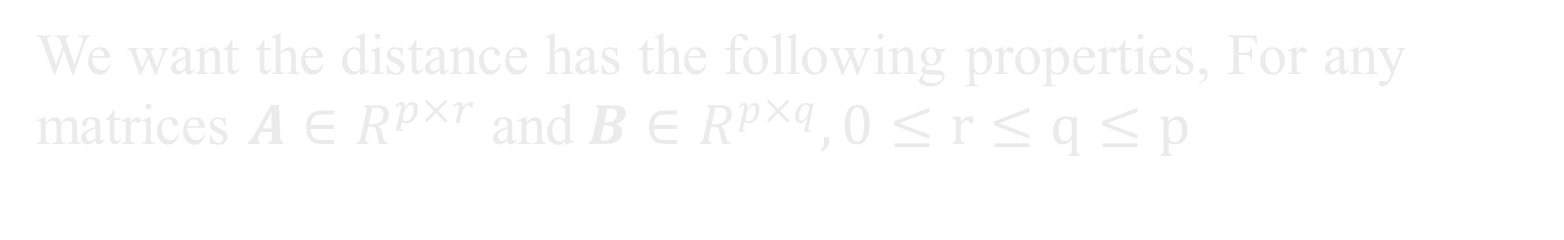 We want the distance has the following properties, For any
matrices 𝑨 ∈ 𝑅^{𝑝×𝑟} and 𝑩 ∈ 𝑅^{𝑝×𝑞}, 0 ≤ r ≤ q ≤ p